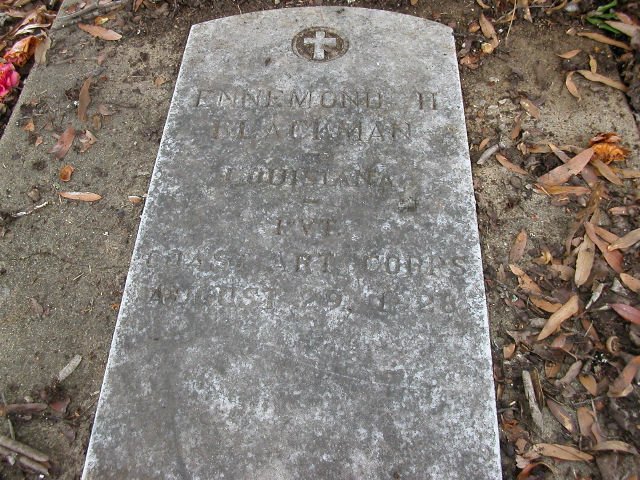 ENNEMOND H
BLACKMAN
LOUISIANA
PVT
COAST ART CORPS
AUGUST 29, 1928